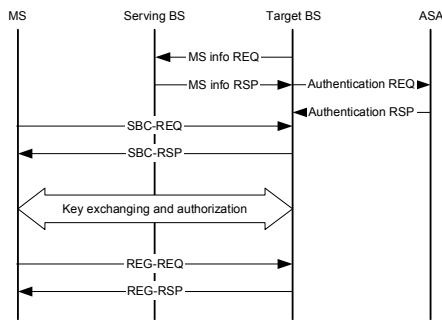 MS Serving BS Target BS ASA
MS info REQ
MS info RSP Authentication REQ
Authentication RSP
SBC-REQ
SBC-RSP
Key exchanging and authorization
REG-REQ
REG-RSP